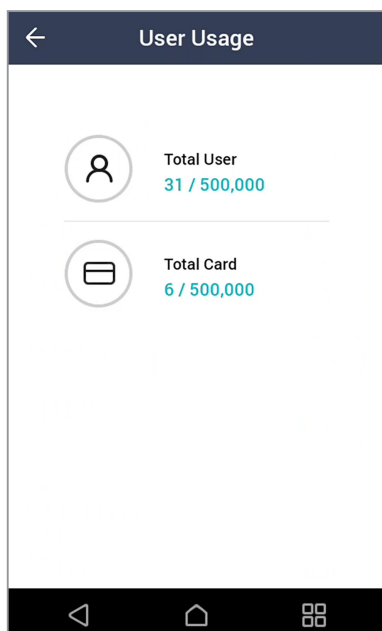 User Usage
Total User
31 / 500,000
Total Card
6 / 500,000